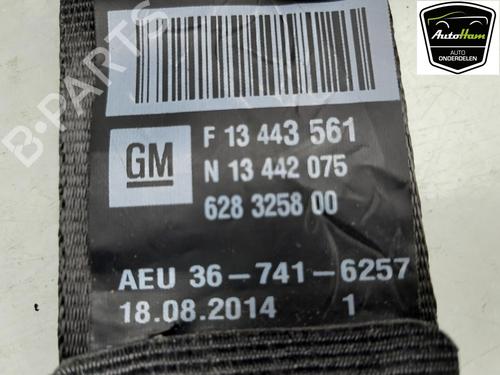 AutoHam
AUTO
ONDERDELEN
B-PARTS
GM
F 13 443 561
N 13 442 075
628 3258 00
AEU 36-741-6257
18.08.2014 1